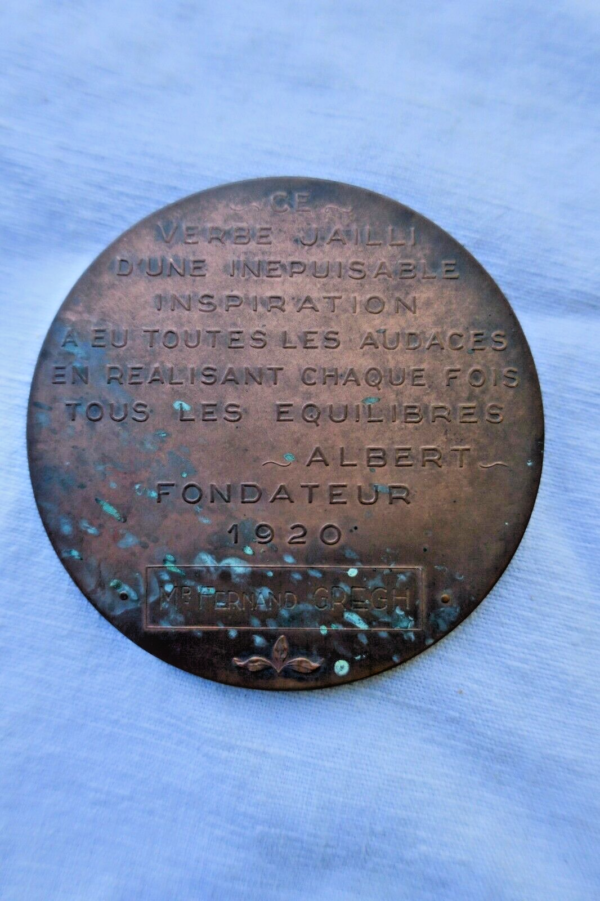 CE
VERBE JAILLI
D'UNE INEPUISABLE
INSPIRATION
A EU TOUTES LES AUDACES
EN REALISANT CHAQUE FOIS
TOUS LES EQUILIBRES
~ ALBERT ~
FONDATEUR
1920
MR FERNAND GREGH